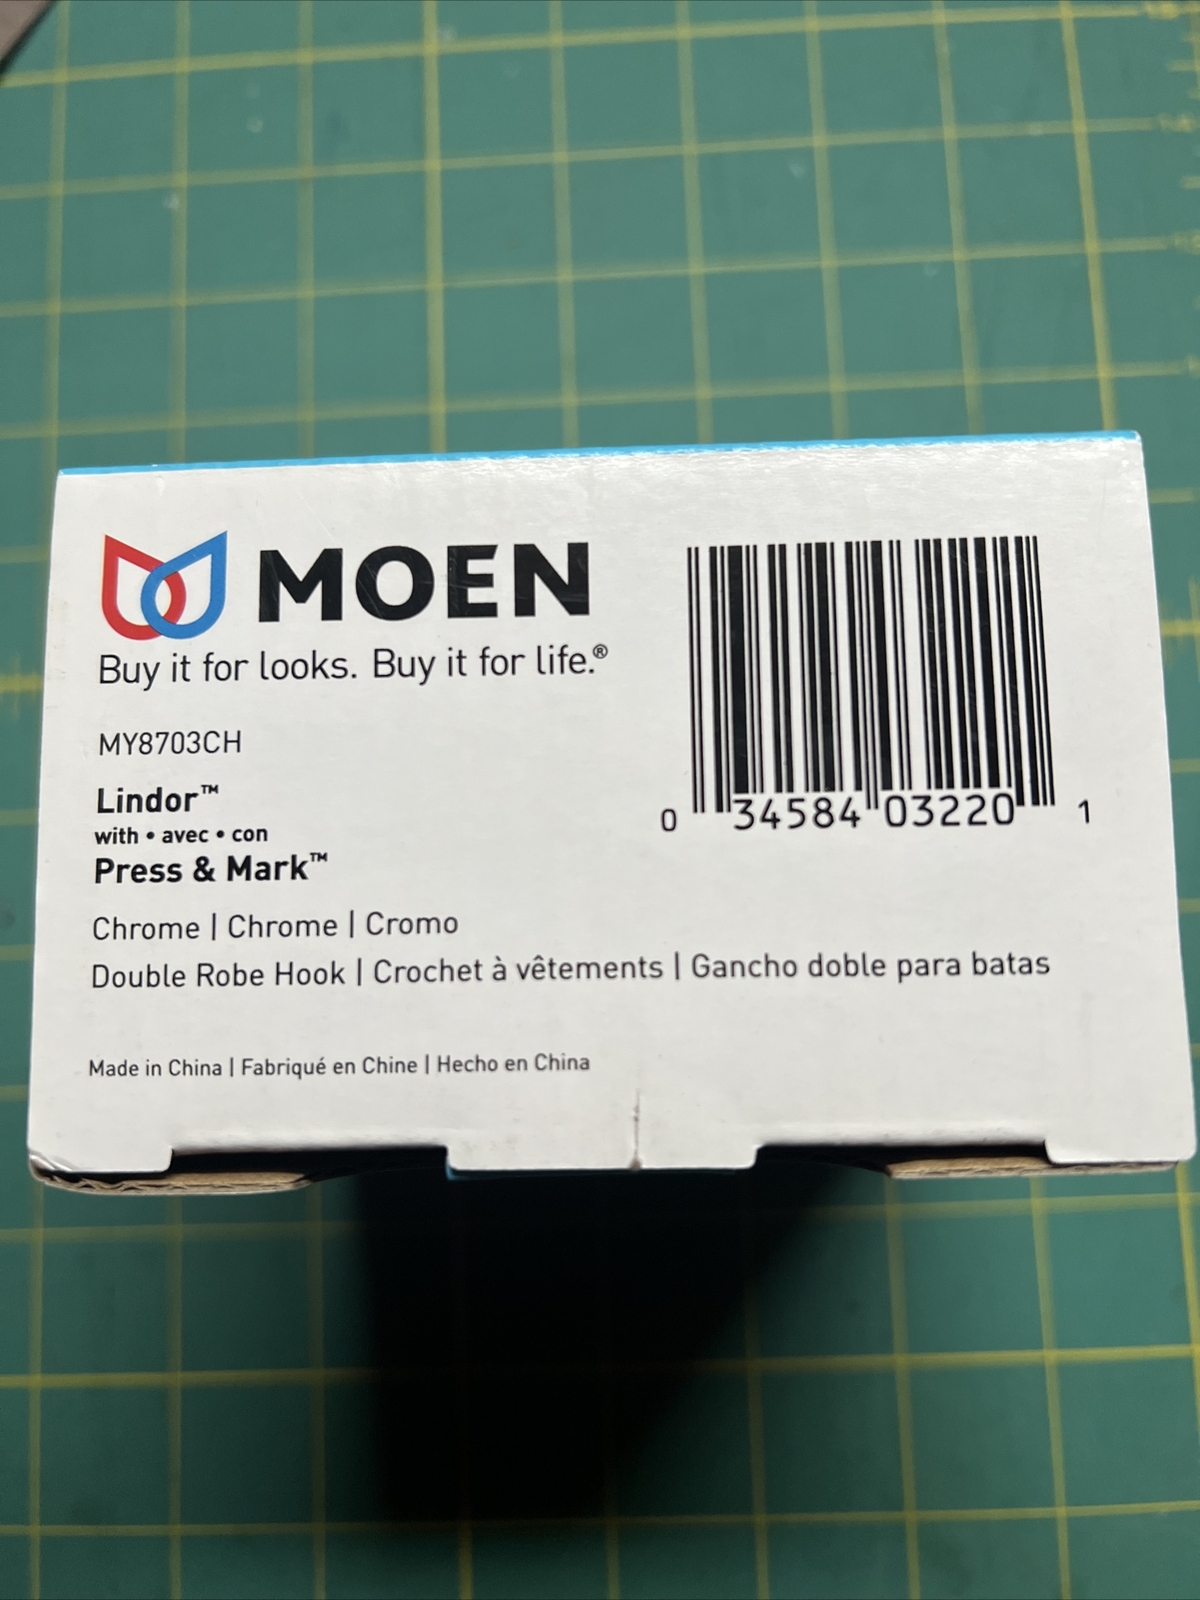 MOEN
Buy it for looks. Buy it for life.®
MY8703CH
Lindor™
with • avec • con
Press & Mark™
Chrome | Chrome | Cromo
Double Robe Hook | Crochet à vêtements | Gancho doble para batas
Made in China | Fabriqué en Chine | Hecho en China
0 34584 03220 1